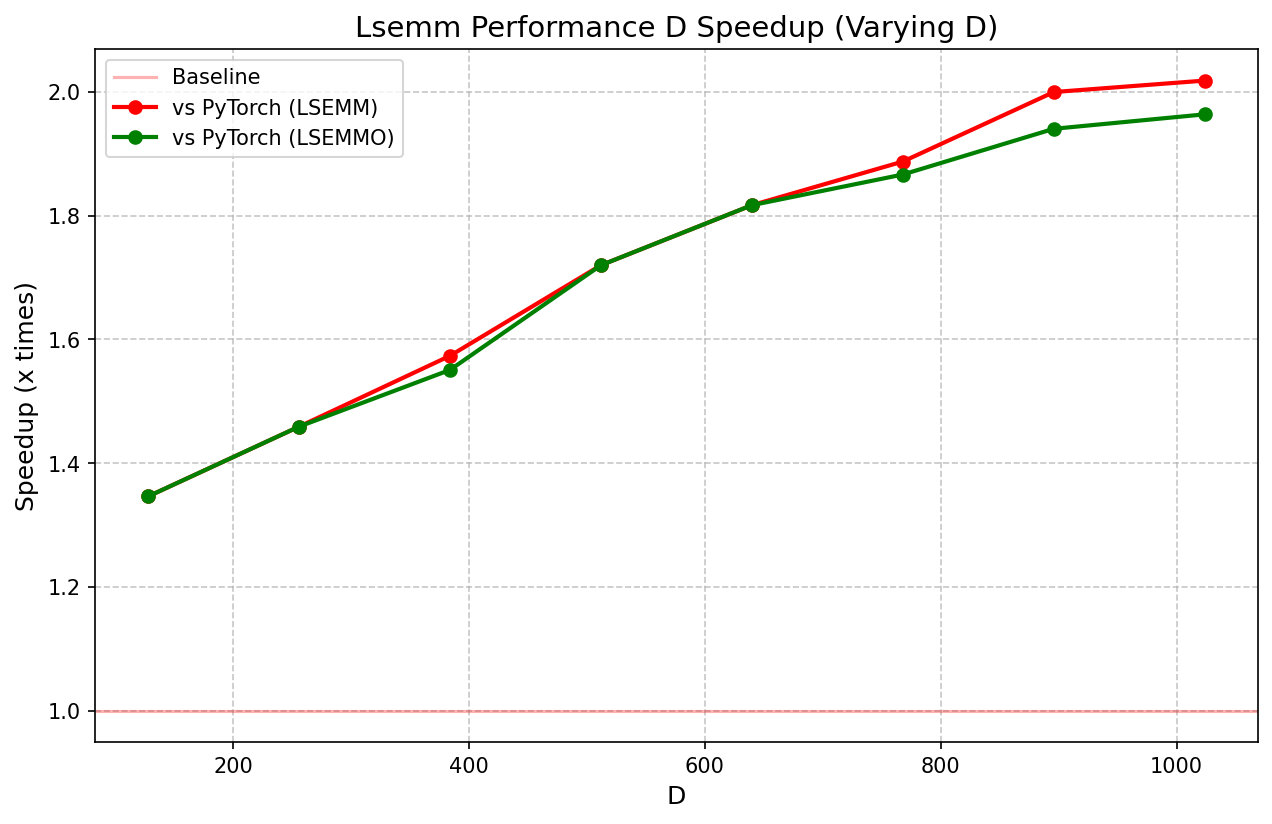 Lsemm Performance D Speedup (Varying D)
Baseline
vs PyTorch (LSEMM)
vs PyTorch (LSEMMO)
Speedup (x times)
2.0
1.8
1.6
1.4
1.2
1.0
200 400 600 800 1000
D